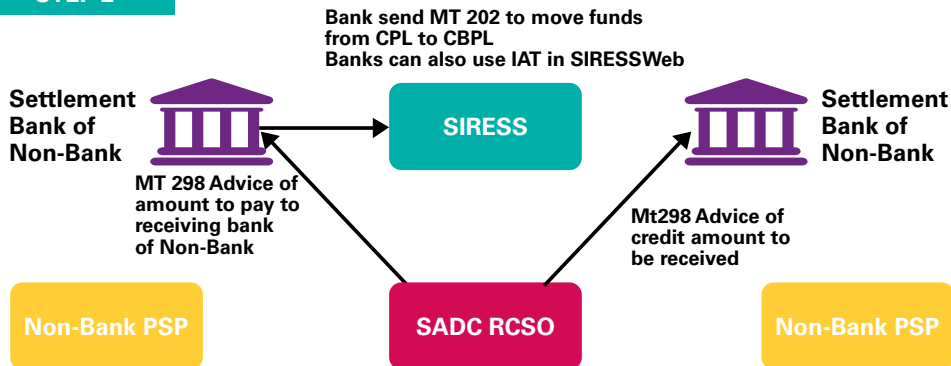 Bank send MT 202 to move funds
from CPL to CBPL
Banks can also use IAT in SIRESSWeb
Settlement
Bank of
Non-Bank
SIRESS
Settlement
Bank of
Non-Bank
MT 298 Advice of
amount to pay to
receiving bank
of Non-Bank
Mt298 Advice of
credit amount to
be received
Non-Bank PSP
SADC RCSO
Non-Bank PSP